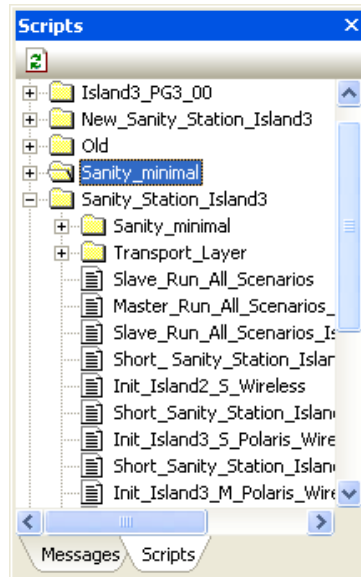 Scripts
Island3_PG3_00
New_Sanity_Station_Island3
Old
Sanity_minimal
Sanity_Station_Island3
Sanity_minimal
Transport_Layer
Slave_Run_All_Scenarios
Master_Run_All_Scenarios_
Slave_Run_All_Scenarios_Is
Short_ Sanity_Station_Islan
Init_Island2_S_Wireless
Short_Sanity_Station_Islan
Init_Island3_S_Polaris_Wire
Short_Sanity_Station_Islan
Init_Island3_M_Polaris_Wire
Messages Scripts